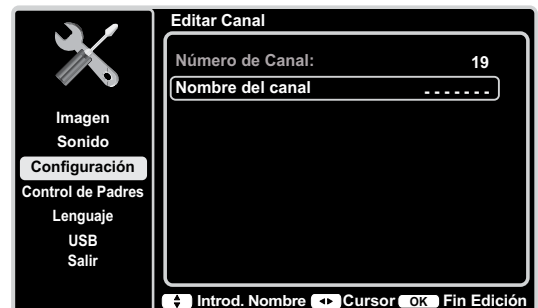 Editar Canal
Número de Canal: 19
Nombre del canal - - - - - - -
Imagen
Sonido
Configuración
Control de Padres
Lenguaje
USB
Salir
Introd. Nombre Cursor OK Fin Edición